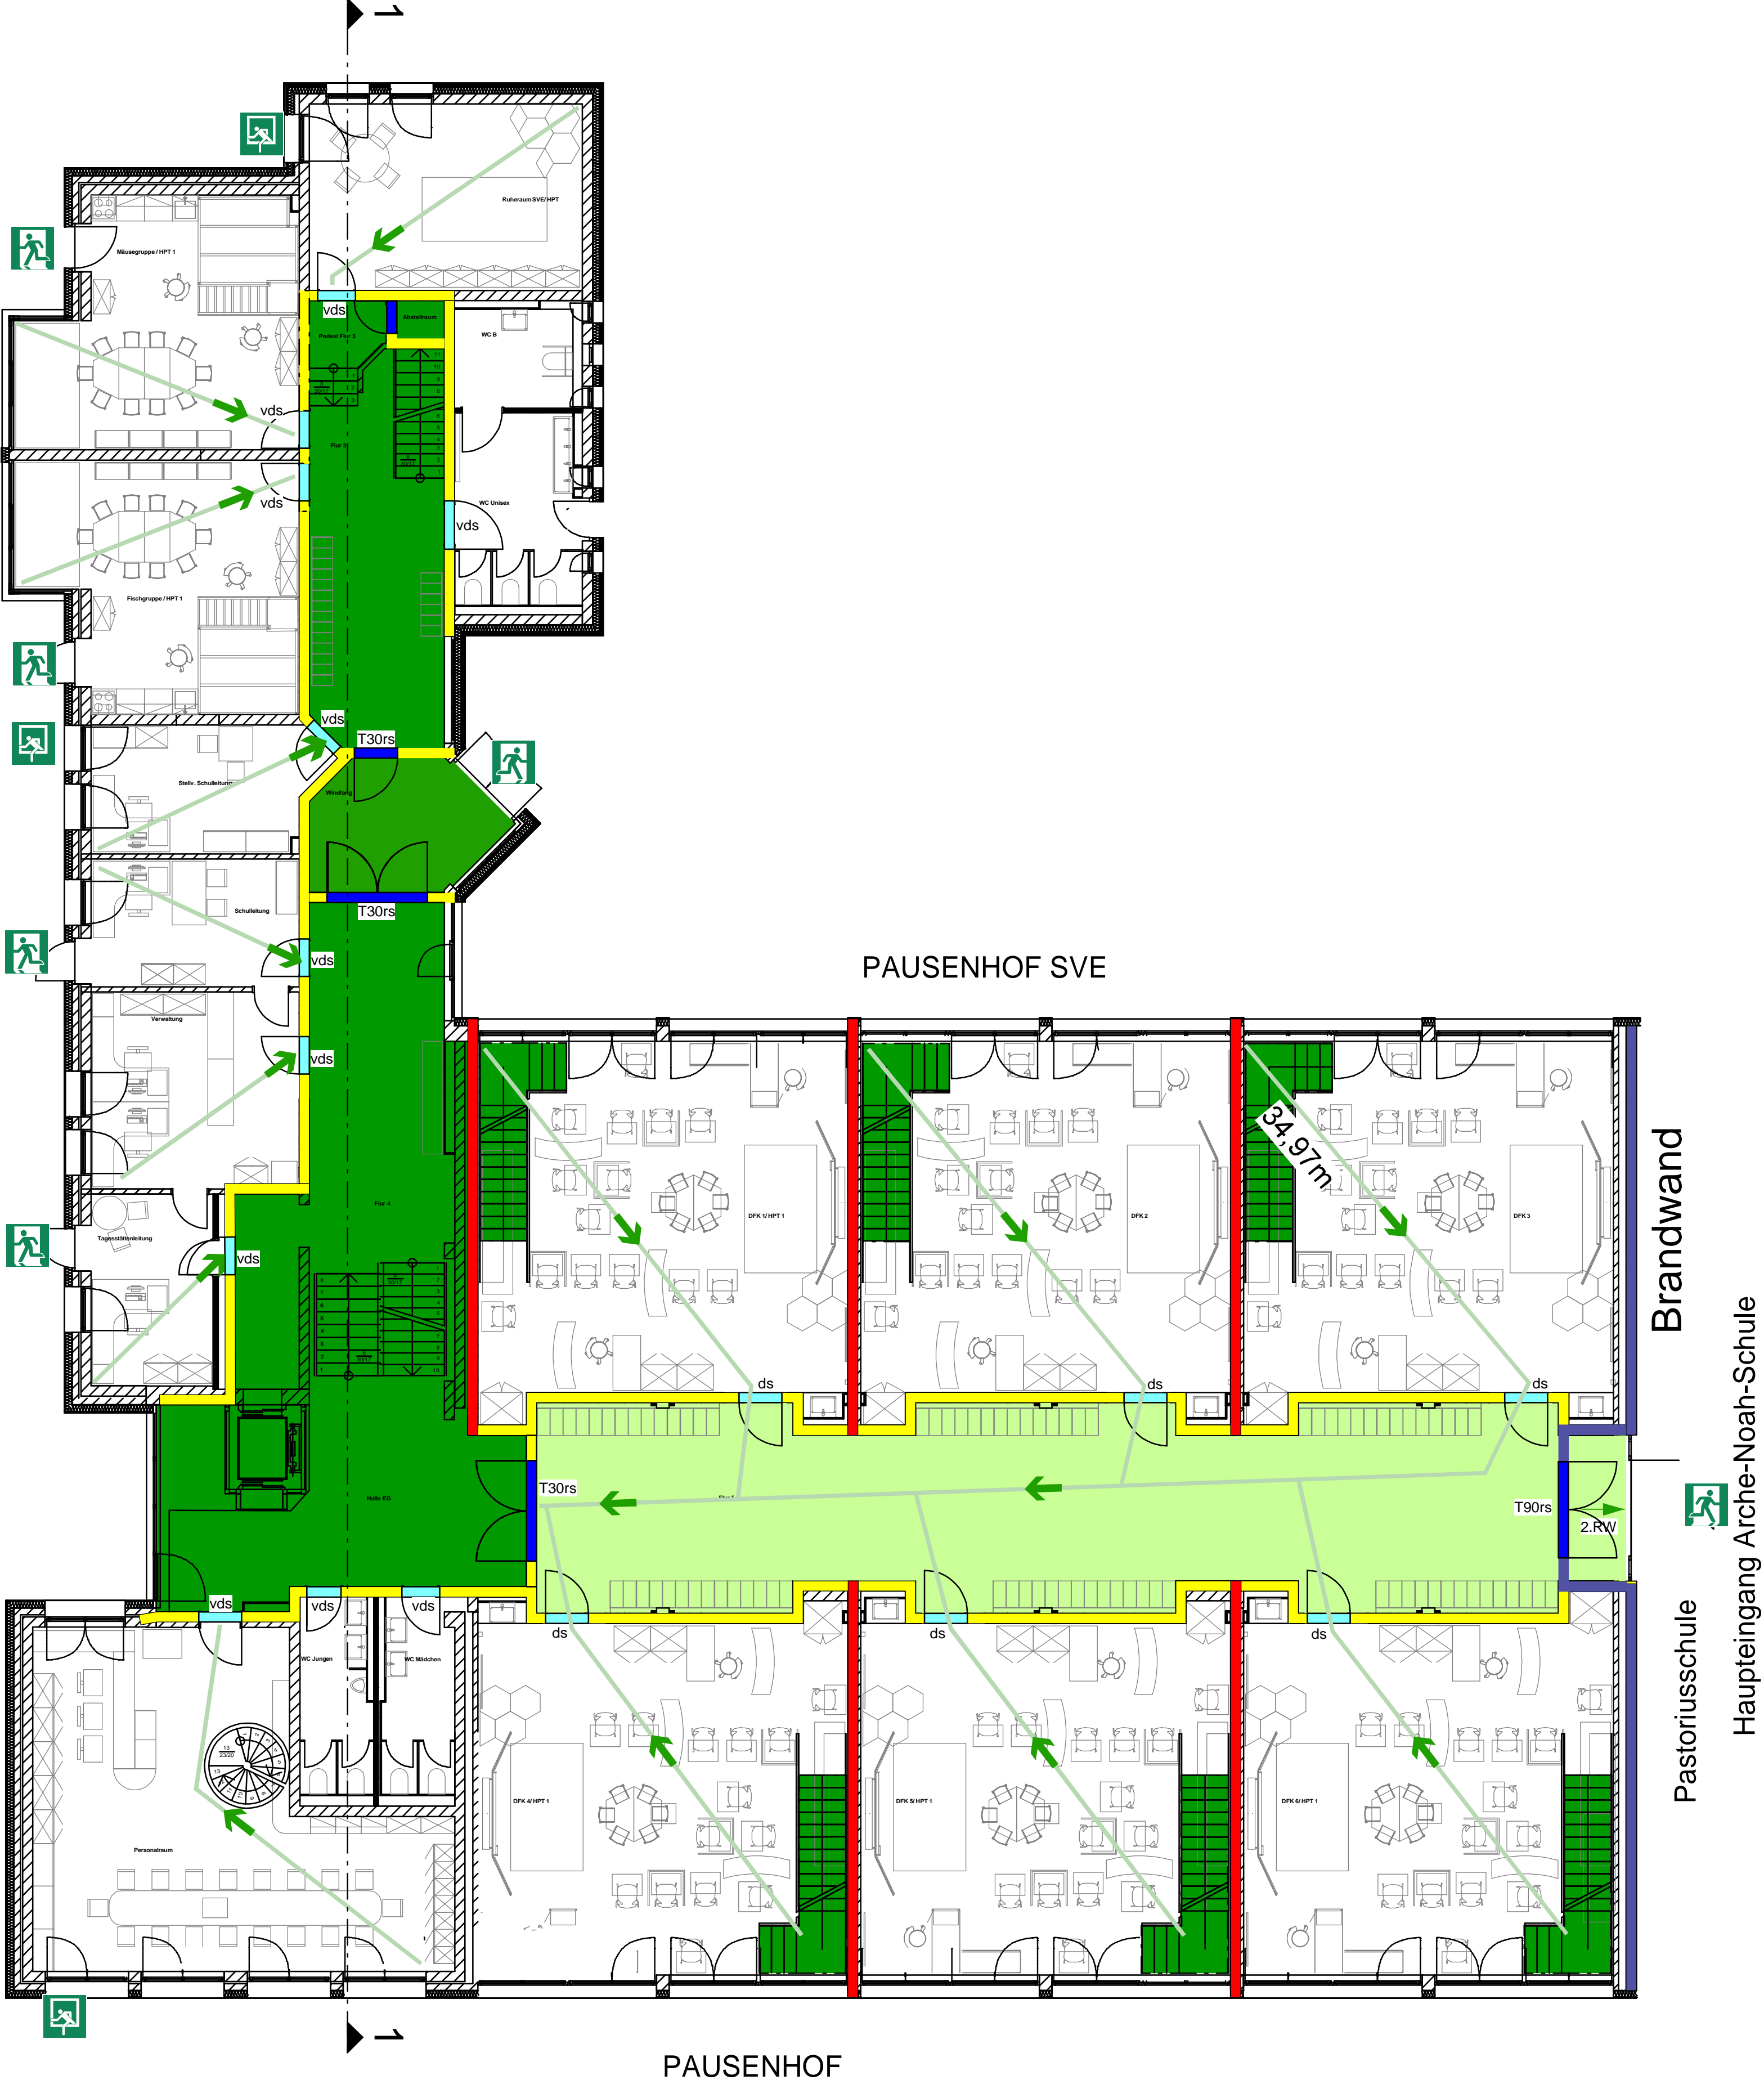 1
Ruheraum SVE/ HPT
Mäusegruppe / HPT 1
vds
Abstellraum
Podest Flur 3
WC B
vds
Flur 3
vds
WC Unisex
vds
Fischgruppe / HPT 1
vds
T30rs
Stellv. Schulleitung
Windfang
T30rs
Schulleitung
vds
PAUSENHOF SVE
Verwaltung
vds
34,97m
Brandwand
Flur 4
DFK 1/ HPT 1
DFK 2
DFK 3
Tagesstättenleitung
vds
ds
ds
ds
Halle EG
T30rs
T90rs
2.RW
Haupteingang Arche-Noah-Schule
Pastoriusschule
vds
vds
vds
ds
ds
ds
WC Jungen
WC Mädchen
13
23/20
DFK 4/ HPT 1
DFK 5/ HPT 1
DFK 6/ HPT 1
Personalraum
1
PAUSENHOF